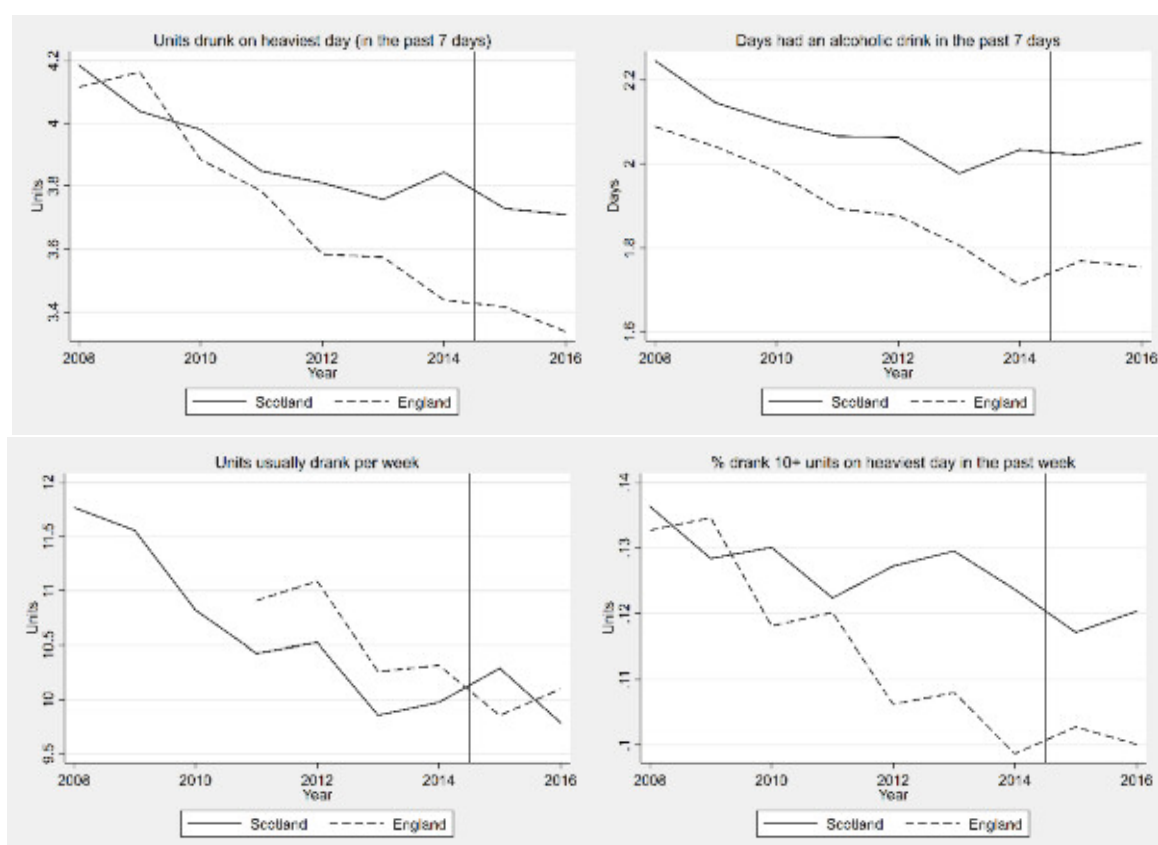 Units drunk on heaviest day (in the past 7 days)
4.2
4
3.8
3.6
3.4
Units
2008 2010 2012 2014 2016
Year
Scotland England
Days had an alcoholic drink in the past 7 days
2.2
2
1.8
1.6
Days
2008 2010 2012 2014 2016
Year
Scotland England
Units usually drank per week
12
11.5
11
10.5
10
9.5
Units
2008 2010 2012 2014 2016
Year
Scotland England
% drank 10+ units on heaviest day in the past week
.14
.13
.12
.11
.1
Units
2008 2010 2012 2014 2016
Year
Scotland England